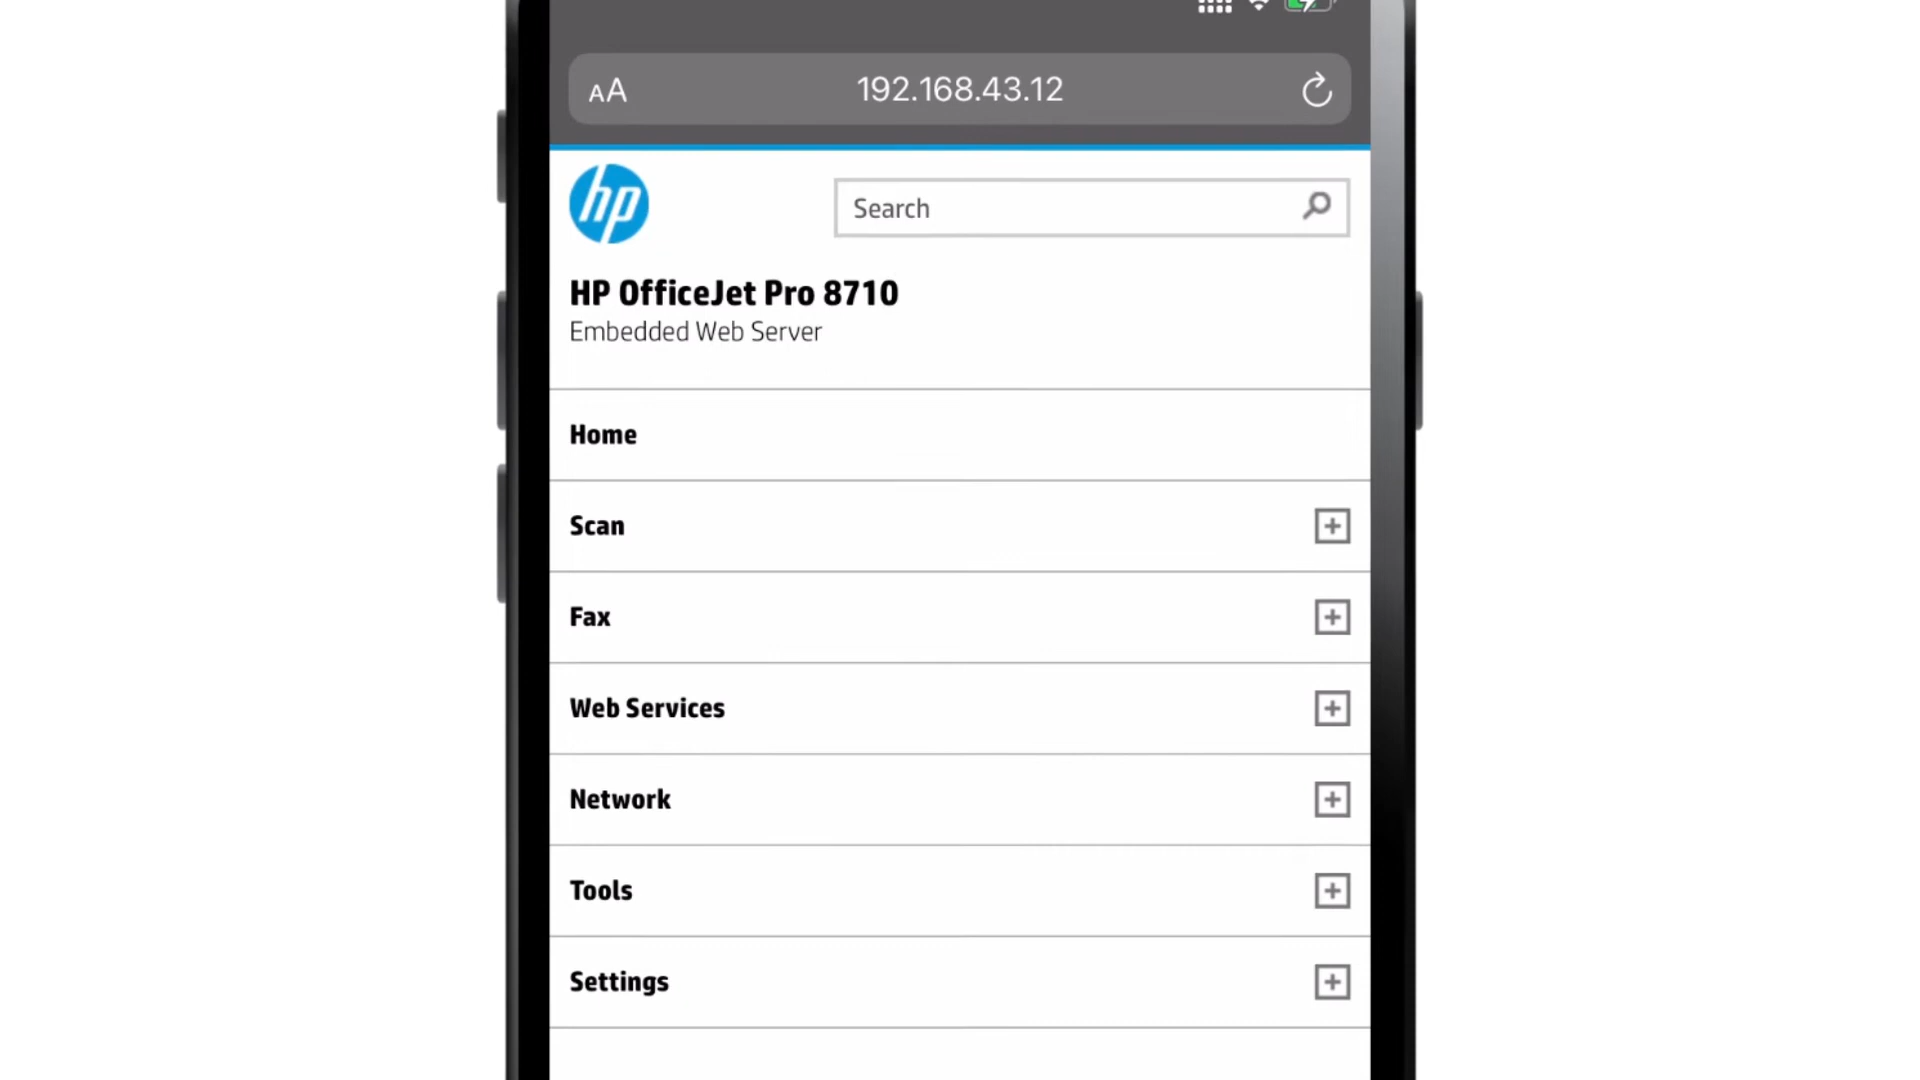 AA 192.168.43.12
hp
Search
HP OfficeJet Pro 8710
Embedded Web Server
Home
Scan
Fax
Web Services
Network
Tools
Settings